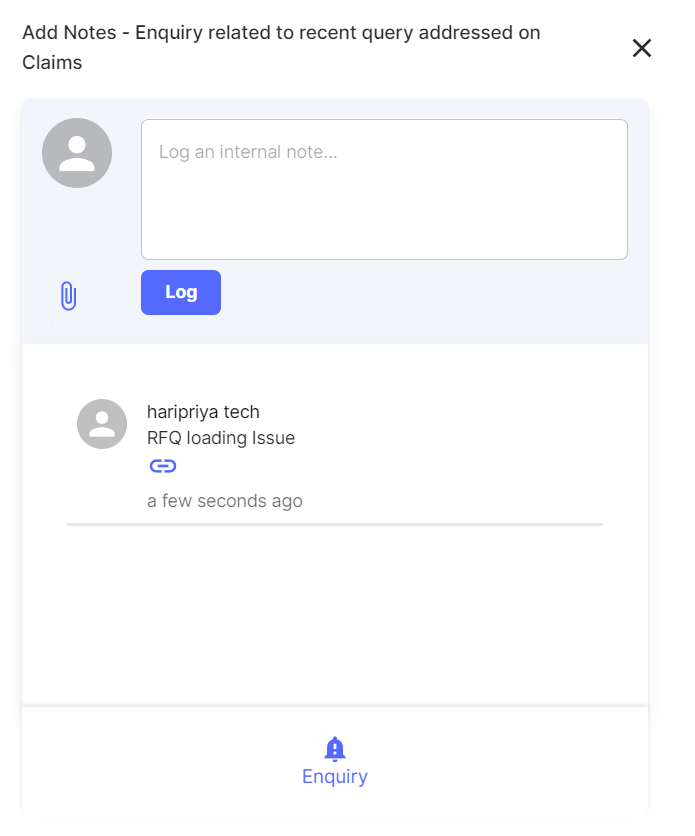 Add Notes - Enquiry related to recent query addressed on
Claims
Log an internal note...
Log
haripriya tech
RFQ loading Issue
a few seconds ago
Enquiry